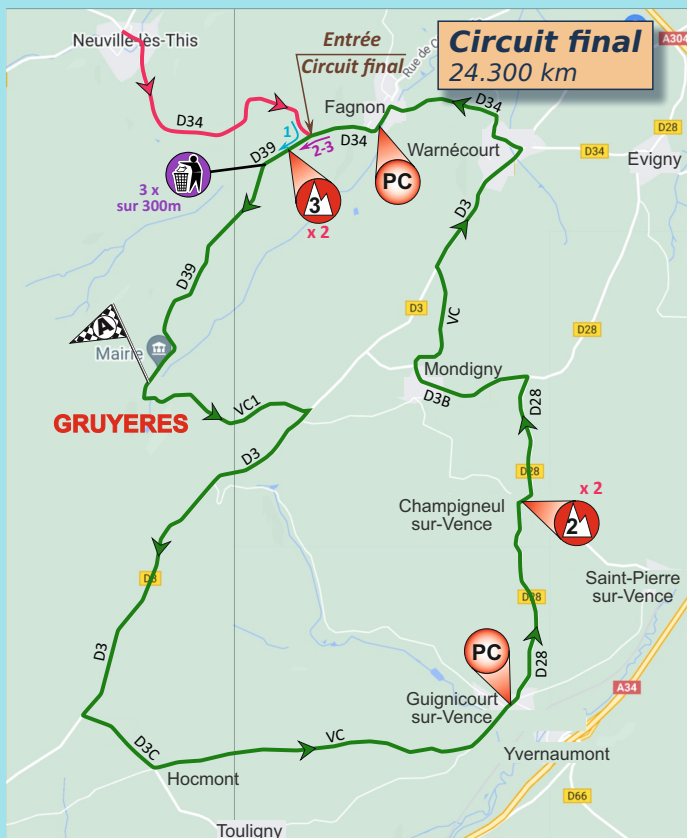 Circuit final
24.300 km
Neuville-lès-This
Entrée
Circuit final
Rue de C
A304
D34
Fagnon
D34
D28
1
2-3
D39
D34
Warnécourt
D34
Evigny
PC
3 x
sur 300m
3
x 2
D3
D39
D3
VC
D28
A
Mairie
Mondigny
D3B
D28
VC1
GRUYERES
D3
D28
x 2
Champigneul
sur-Vence
2
Saint-Pierre
sur-Vence
D3
D28
PC
D3
D28
A34
Guignicourt
sur-Vence
D3C
VC
Yvernaumont
Hocmont
D66
Touligny